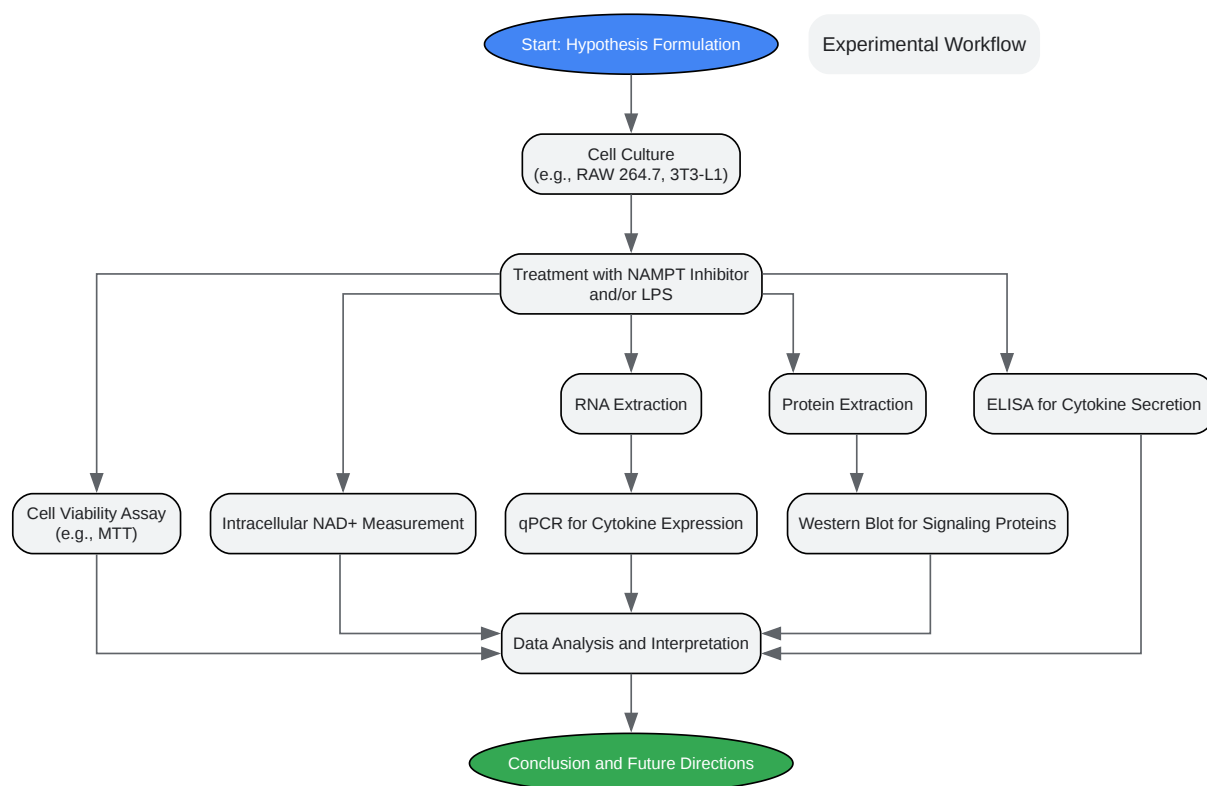 Start: Hypothesis Formulation
Experimental Workflow
Cell Culture
(e.g., RAW 264.7, 3T3-L1)
Treatment with NAMPT Inhibitor
and/or LPS
RNA Extraction
Protein Extraction
ELISA for Cytokine Secretion
Cell Viability Assay
(e.g., MTT)
Intracellular NAD+ Measurement
qPCR for Cytokine Expression
Western Blot for Signaling Proteins
Data Analysis and Interpretation
Conclusion and Future Directions